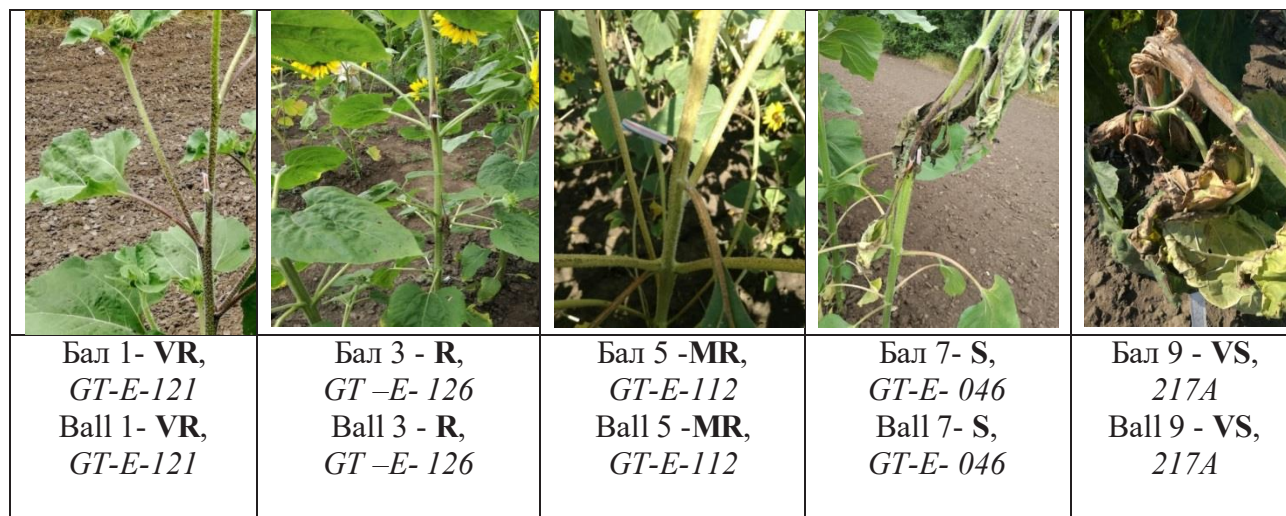 Бал 1- VR,
GT-E-121
Ball 1- VR,
GT-E-121
Бал 3 - R,
GT –E- 126
Ball 3 - R,
GT –E- 126
Бал 5 -MR,
GT-E-112
Ball 5 -MR,
GT-E-112
Бал 7- S,
GT-E- 046
Ball 7- S,
GT-E- 046
Бал 9 - VS,
217A
Ball 9 - VS,
217A